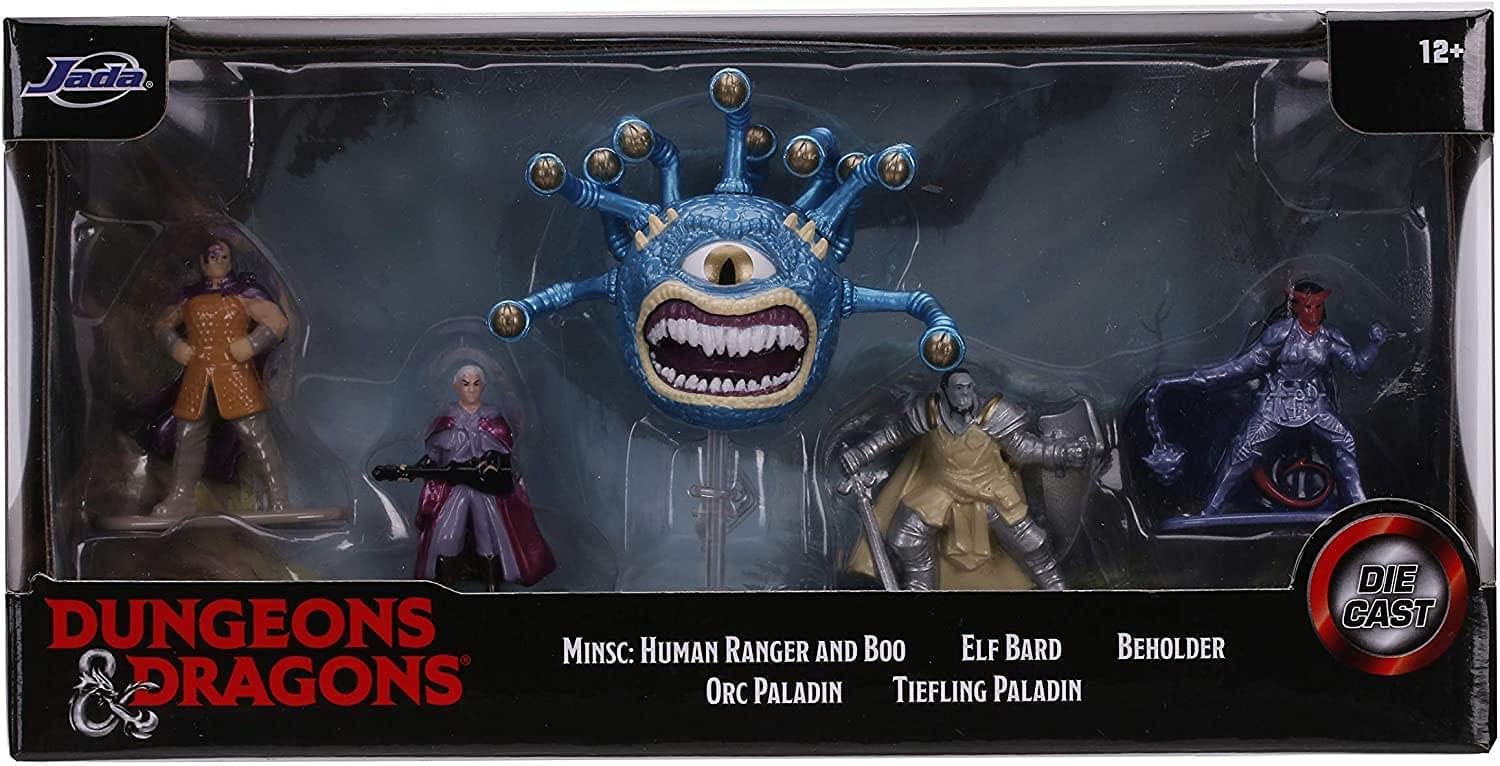 Jada®
12+
DUNGEONS
& DRAGONS®
MINSC: HUMAN RANGER AND BOO ELF BARD BEHOLDER
ORC PALADIN TIEFLING PALADIN
DIE
CAST